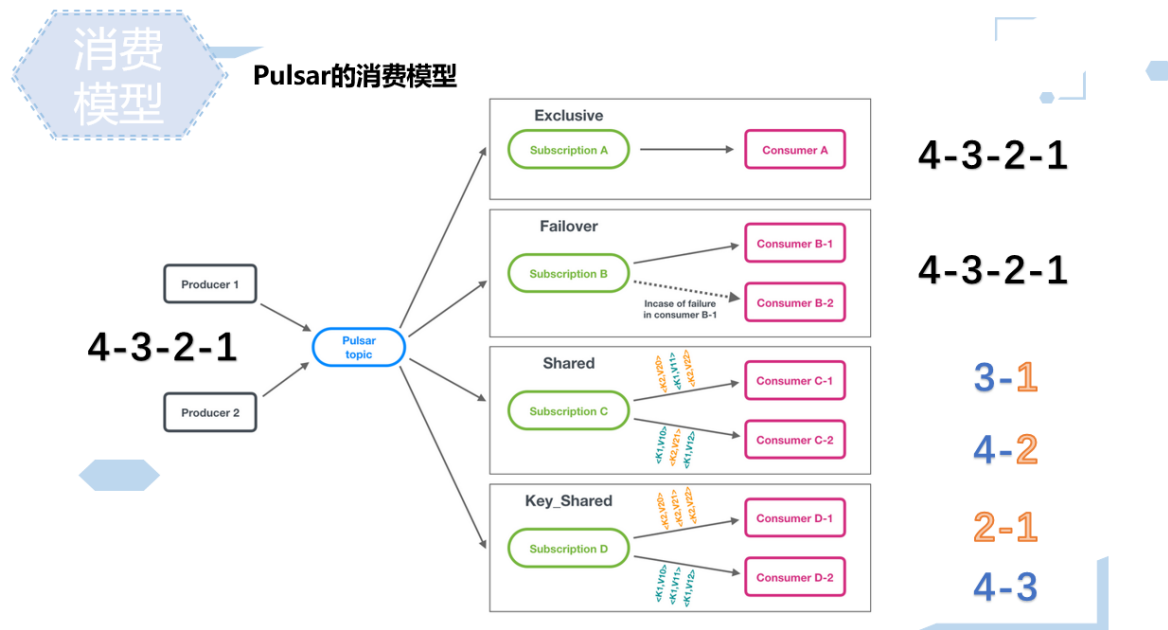 消费
模型
Pulsar的消费模型
Exclusive
Subscription A
Consumer A
4-3-2-1
Failover
Subscription B
Consumer B-1
Consumer B-2
Incase of failure
in consumer B-1
4-3-2-1
Producer 1
4-3-2-1
Producer 2
Pulsar
topic
Shared
Subscription C
<K2,V20>
<K1,V11>
<K2,V22>
Consumer C-1
3-1
<K1,V10>
<K2,V21>
<K1,V12>
Consumer C-2
4-2
Key_Shared
Subscription D
<K2,V20>
<K2,V21>
<K2,V22>
Consumer D-1
2-1
<K1,V10>
<K1,V11>
<K1,V12>
Consumer D-2
4-3